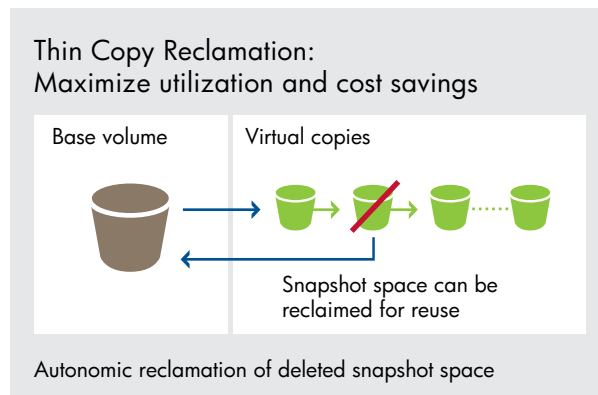 Thin Copy Reclamation:
Maximize utilization and cost savings
Base volume
Virtual copies
Snapshot space can be
reclaimed for reuse
Autonomic reclamation of deleted snapshot space